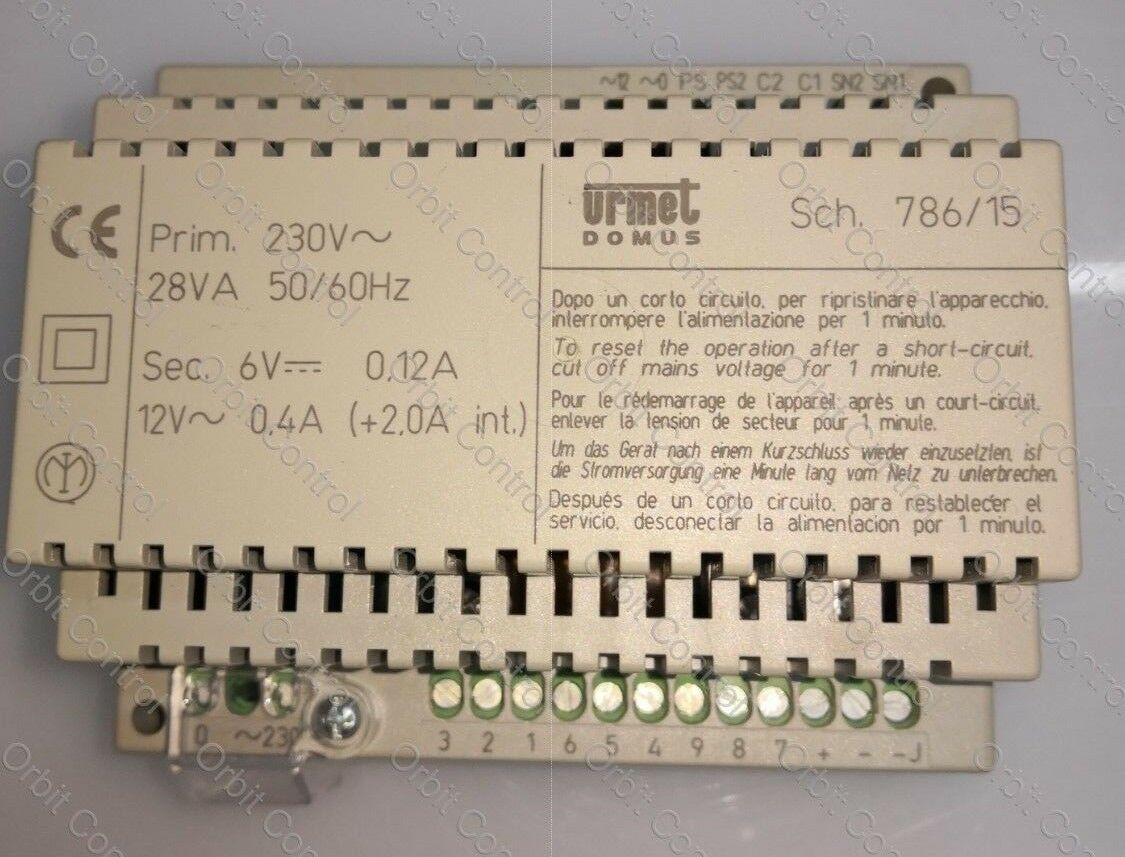 ~12 ~0 PS PS2 C2 C1 SN2 SN1
CE
Prim. 230V~
28VA 50/60Hz
Sec. 6V⎓ 0,12A
12V~ 0,4A (+2,0A int.)
urmet
DOMUS
Sch. 786/15
Dopo un corto circuito, per ripristinare l'apparecchio,
interrompere l'alimentazione per 1 minuto.
To reset the operation after a short-circuit,
cut off mains voltage for 1 minute.
Pour le rédemarrage de l'appareil après un court-circuit,
enlever la tension de secteur pour 1 minute.
Um das Gerat nach einem Kurzschluss wieder einzusetzten, ist
die Stromversorgung eine Minute lang vom Netz zu unterbrechen.
Después de un corto circuito, para restablecer el
servicio, desconectar la alimentacion por 1 minuto.
0 ~230
3 2 1 6 5 4 9 8 7 + - -J
Orbit Control